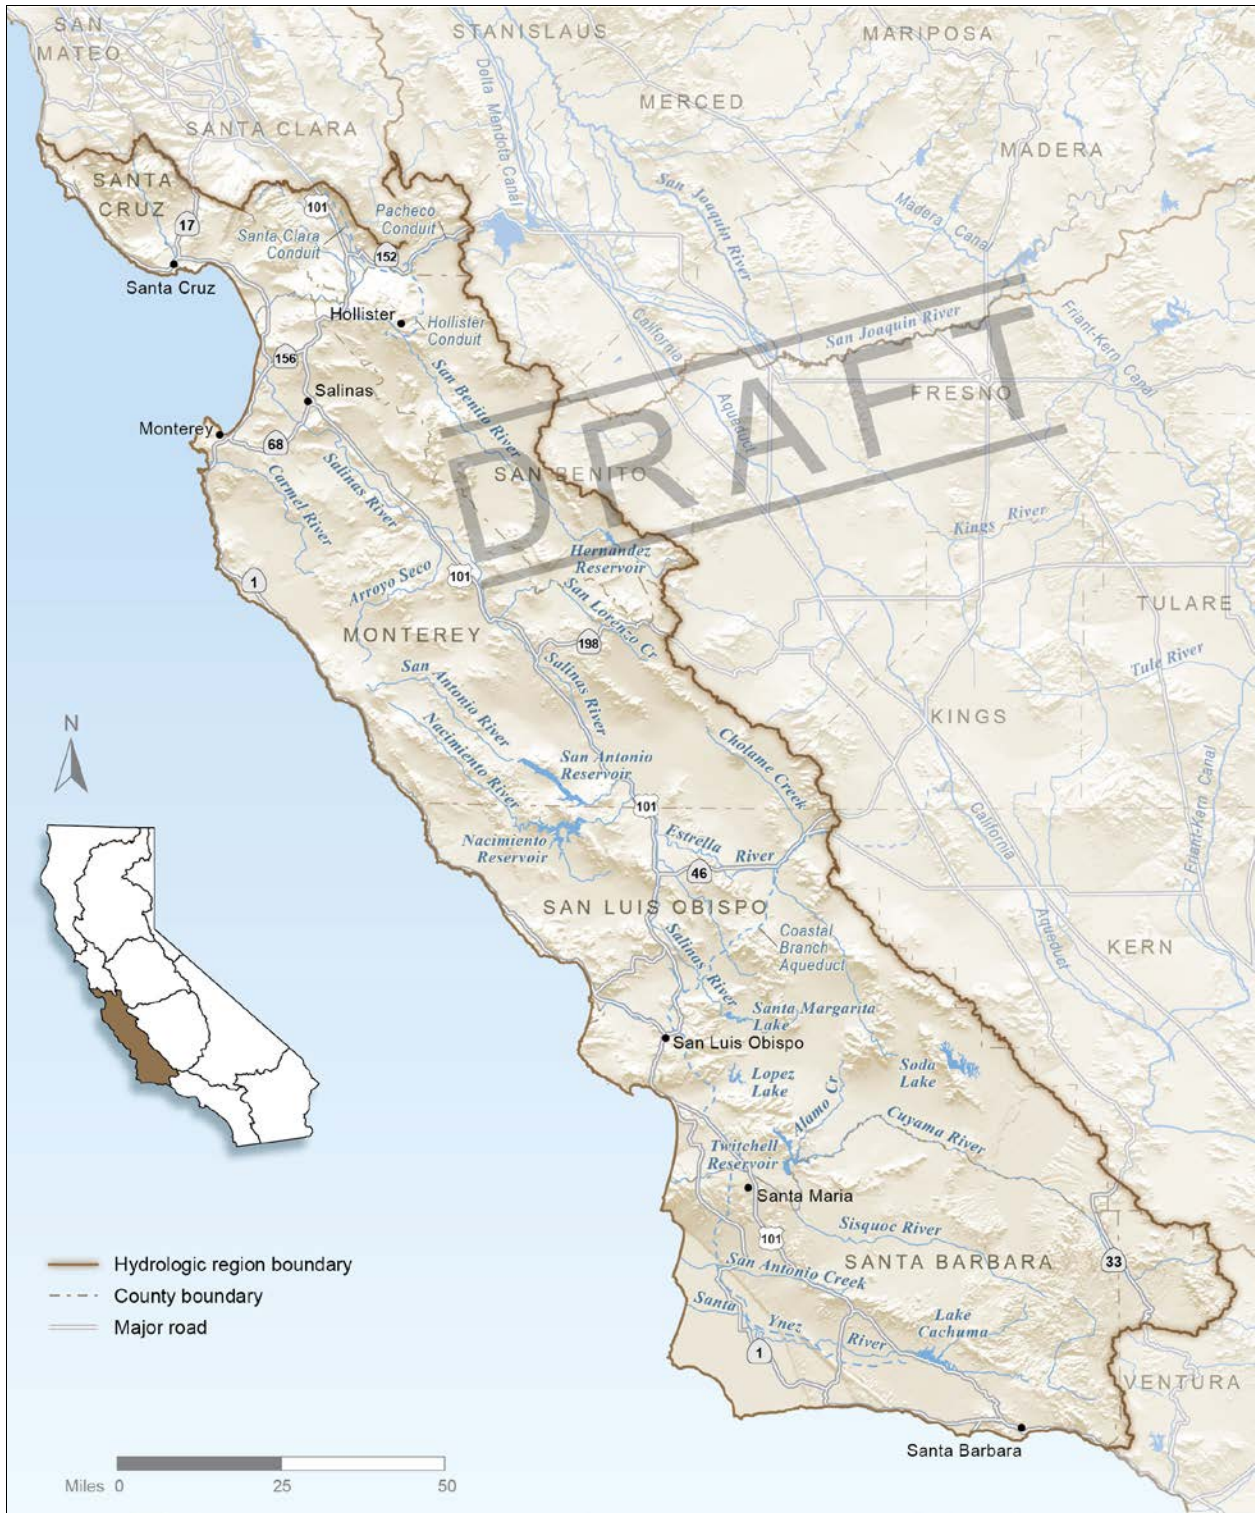 SAN
MATEO
STANISLAUS
MARIPOSA
MERCED
SANTA CLARA
Delta Mendota Canal
MADERA
SANTA
CRUZ
101
Pacheco
Conduit
San Joaquin River
Madera Canal
17
Santa Clara
Conduit
152
Santa Cruz
Hollister
Hollister
Conduit
California
Aqueduct
San Joaquin River
Friant-Kern Canal
156
San Benito River
Salinas
FRESNO
Monterey
68
DRAFT
SAN BENITO
Salinas River
Carmel River
Kings River
Hernandez
Reservoir
1
Arroyo Seco
101
San Lorenzo Cr
TULARE
MONTEREY
198
Tule River
San Antonio River
Salinas River
KINGS
N
Nacimiento River
San Antonio
Reservoir
Cholame Creek
101
California
Aqueduct
Friant-Kern Canal
Nacimiento
Reservoir
Estrella River
46
SAN LUIS OBISPO
Coastal
Branch
Aqueduct
KERN
Salinas River
Santa Margarita
Lake
San Luis Obispo
Soda
Lake
Lopez
Lake
Alamo Cr
Cuyama River
Twitchell
Reservoir
Santa Maria
Sisquoc River
101
SANTA BARBARA
33
San Antonio Creek
Hydrologic region boundary
County boundary
Major road
Santa Ynez River
Lake
Cachuma
1
VENTURA
Santa Barbara
Miles 0 25 50